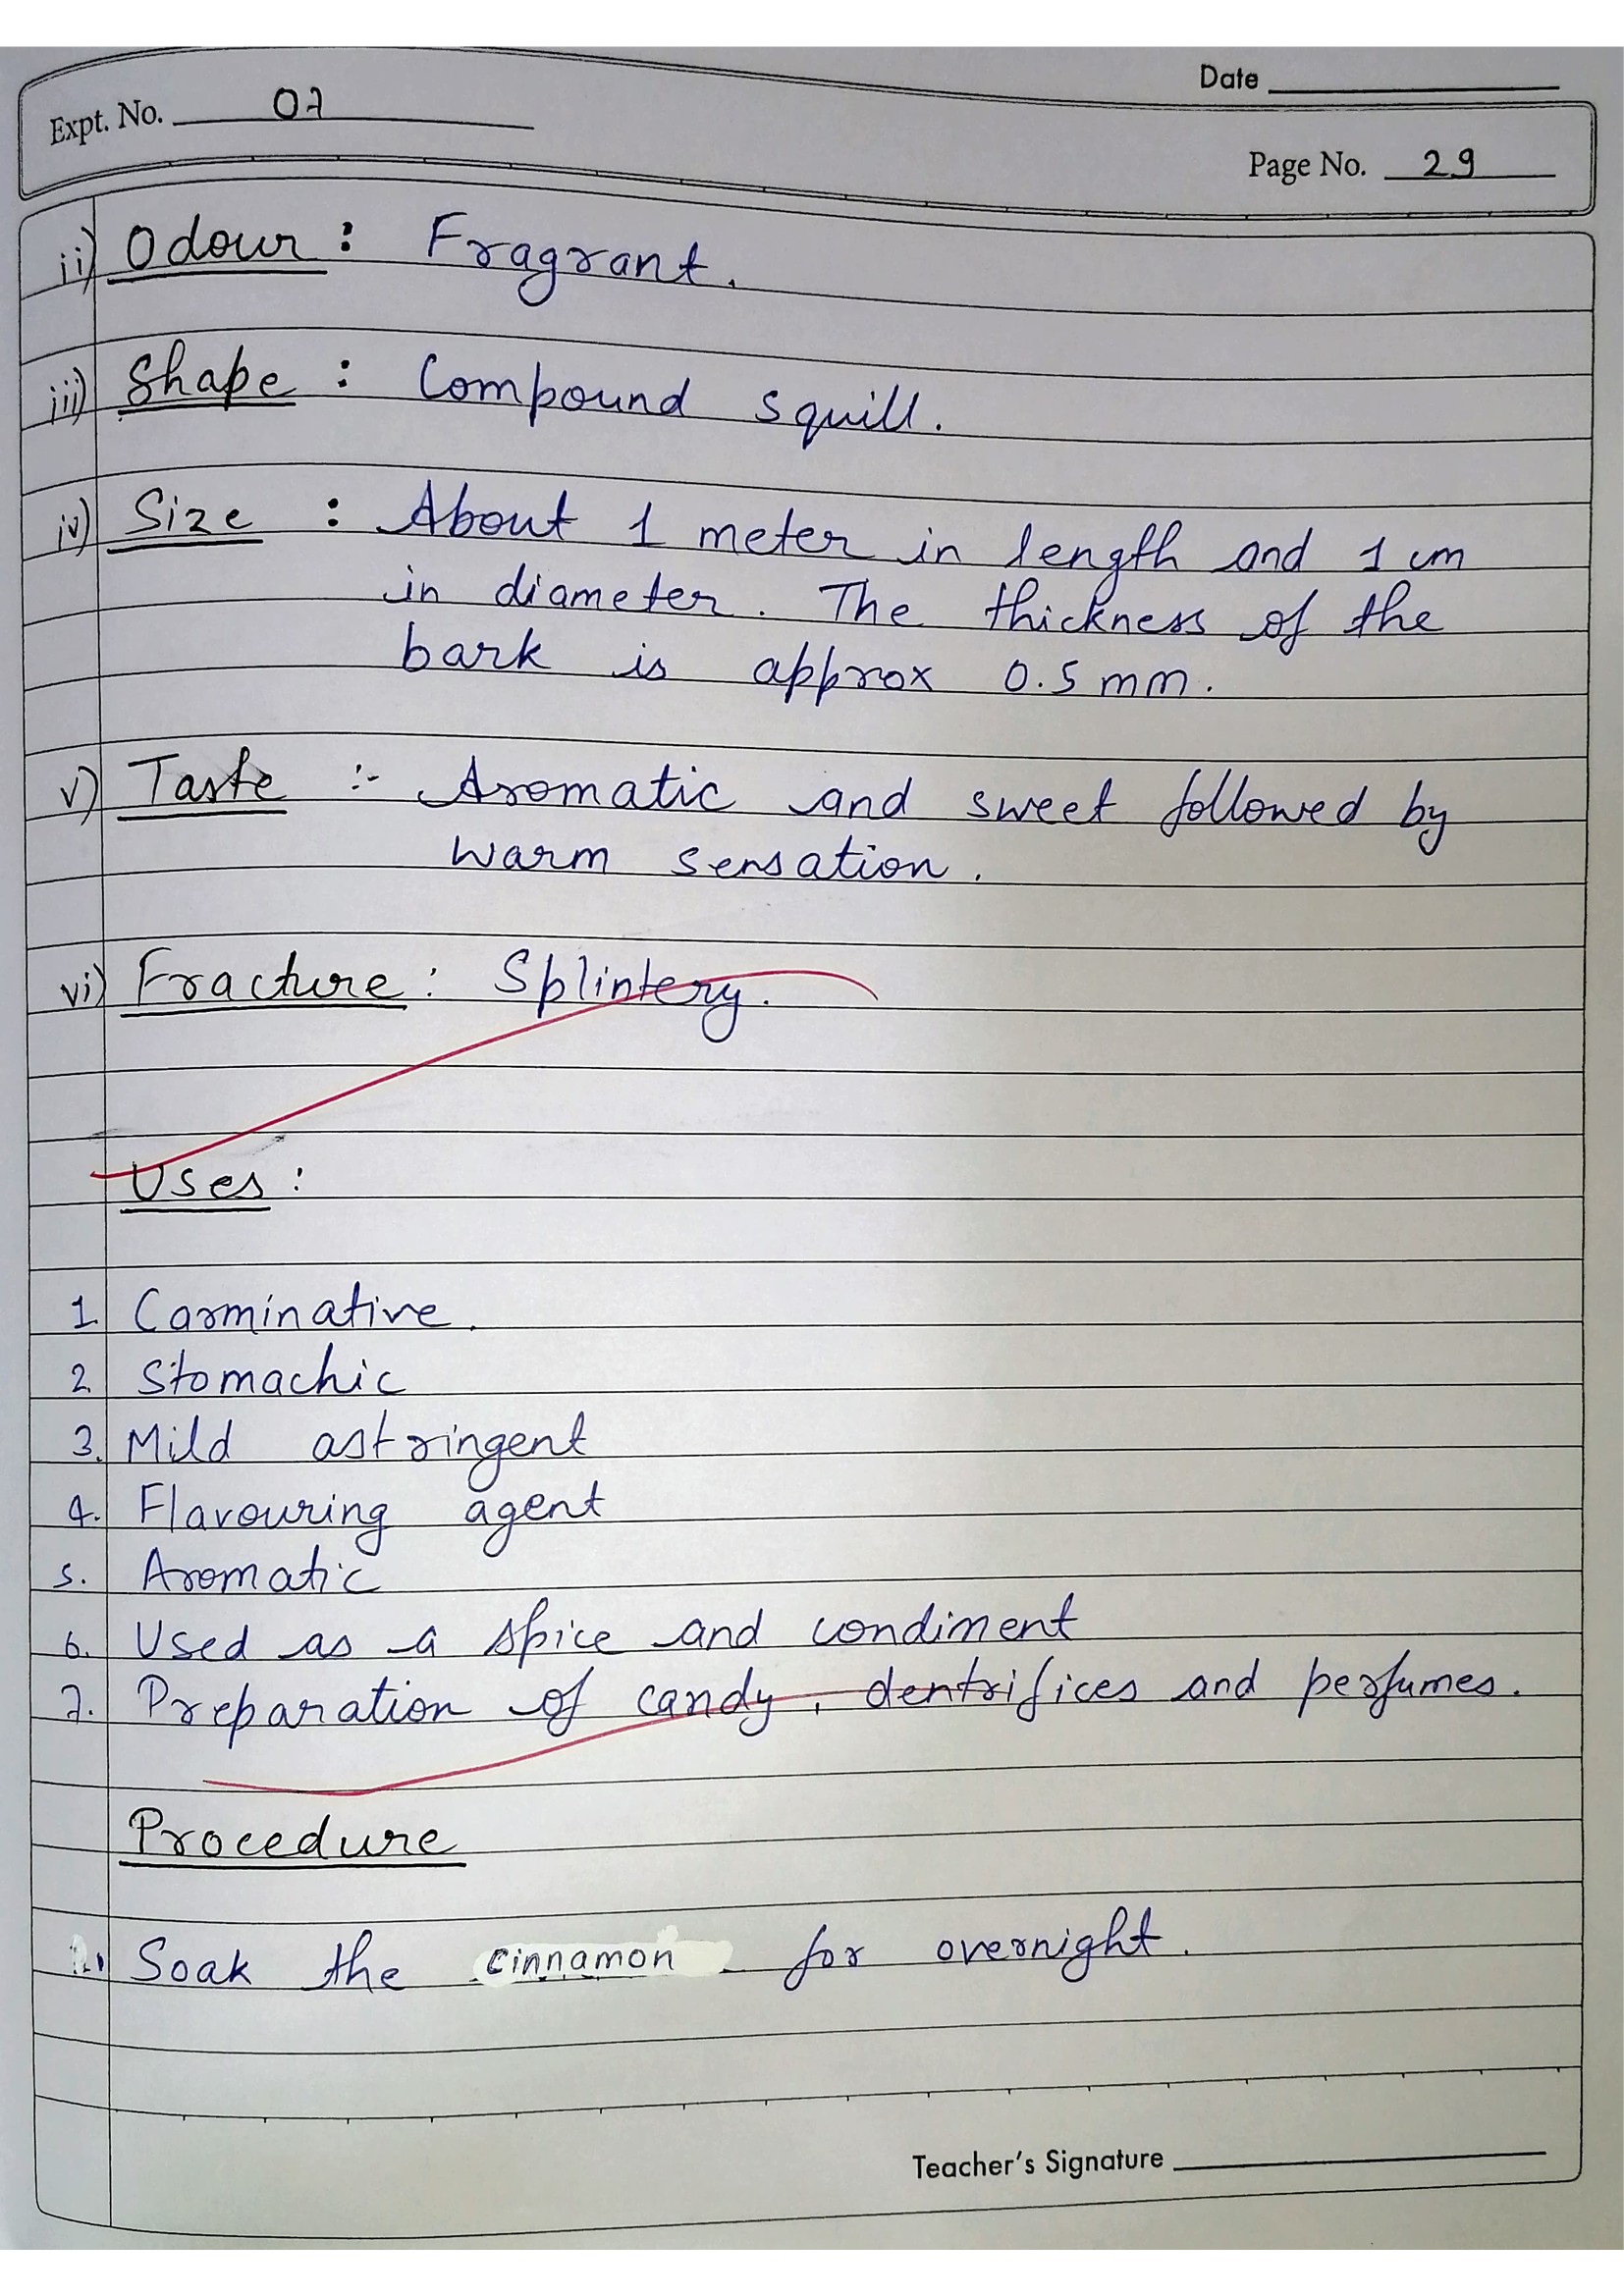 Date
Expt. No. 07
Page No. 29
ii) Odour : Fragrant.
iii) Shape : Compound squill.
iv) Size : About 1 meter in length and 1 cm
in diameter. The thickness of the
bark is approx 0.5 mm.
v) Taste :- Aromatic and sweet followed by
warm sensation.
vi) Fracture : Splintery.
Uses :
1. Carminative.
2. Stomachic
3. Mild astringent
4. Flavouring agent
5. Aromatic
6. Used as a spice and condiment
7. Preparation of candy, dentrifices and perfumes.
Procedure
Soak the cinnamon for overnight.
Teacher's Signature